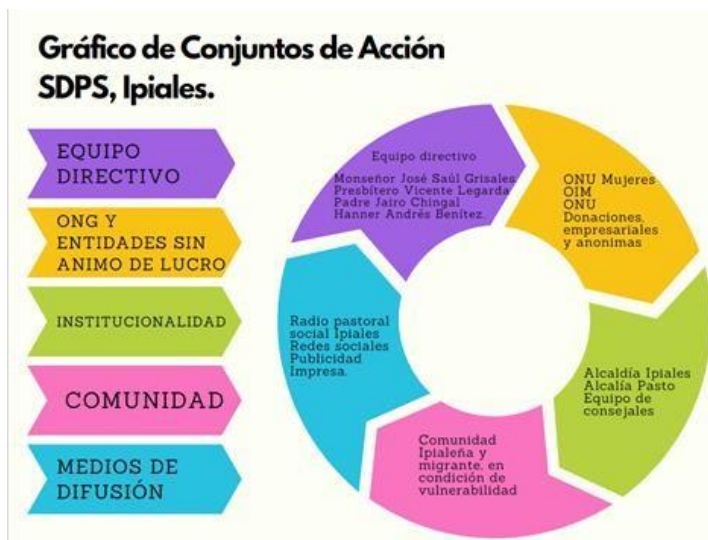 Gráfico de Conjuntos de Acción
SDPS, Ipiales.
EQUIPO
DIRECTIVO
ONG Y
ENTIDADES SIN
ANIMO DE LUCRO
INSTITUCIONALIDAD
COMUNIDAD
MEDIOS DE
DIFUSIÓN
Equipo directivo
Monseñor José Saúl Grisales
Presbítero Vicente Legarda
Padre Jairo Chingal
Hanner Andrés Benítez.
ONU Mujeres
OIM
ONU
Donaciones,
empresariales
y anonimas
Alcaldía Ipiales
Alcalía Pasto
Equipo de
consejales
Comunidad
Ipialeña y
migrante, en
condición de
vulnerabilidad
Radio pastoral
social Ipiales
Redes sociales
Publicidad
Impresa.